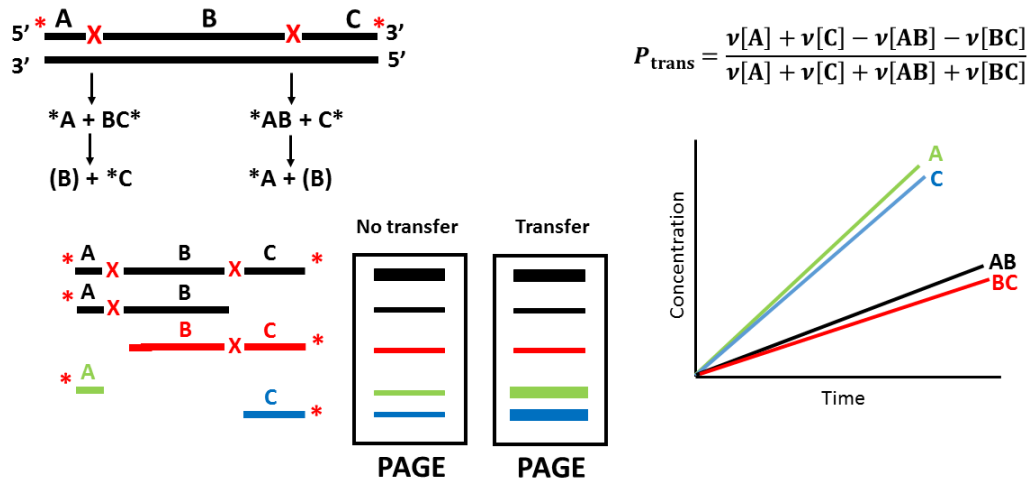 * A B C *
5' X X 3'
3' 5'
*A + BC* *AB + C*
(B) + *C *A + (B)
P_trans = (ν[A] + ν[C] − ν[AB] − ν[BC]) / (ν[A] + ν[C] + ν[AB] + ν[BC])
No transfer Transfer
* A X B X C *
* A X B
B X C *
* A
C *
PAGE PAGE
Concentration
A
C
AB
BC
Time